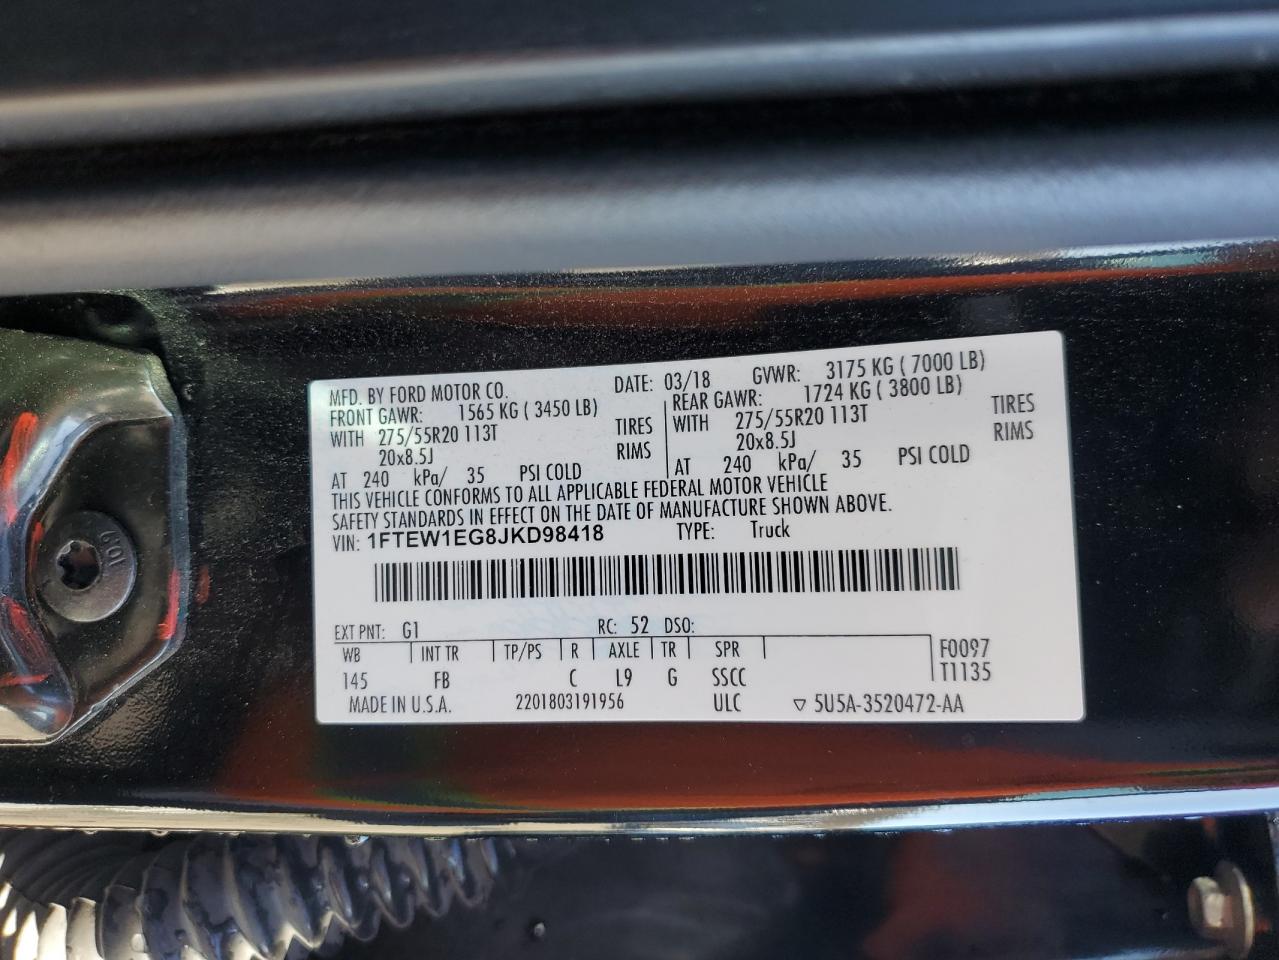 MFD. BY FORD MOTOR CO. DATE: 03/18 GVWR: 3175 KG ( 7000 LB)
FRONT GAWR: 1565 KG ( 3450 LB) REAR GAWR: 1724 KG ( 3800 LB)
WITH 275/55R20 113T TIRES WITH 275/55R20 113T TIRES
20x8.5J RIMS 20x8.5J RIMS
AT 240 kPa/ 35 PSI COLD AT 240 kPa/ 35 PSI COLD
THIS VEHICLE CONFORMS TO ALL APPLICABLE FEDERAL MOTOR VEHICLE
SAFETY STANDARDS IN EFFECT ON THE DATE OF MANUFACTURE SHOWN ABOVE.
VIN: 1FTEW1EG8JKD98418 TYPE: Truck
EXT PNT: G1 RC: 52 DSO:
WB INT TR TP/PS R AXLE TR SPR F0097
145 FB C L9 G SSCC T1135
MADE IN U.S.A. 2201803191956 ULC ▽ 5U5A-3520472-AA
10.9